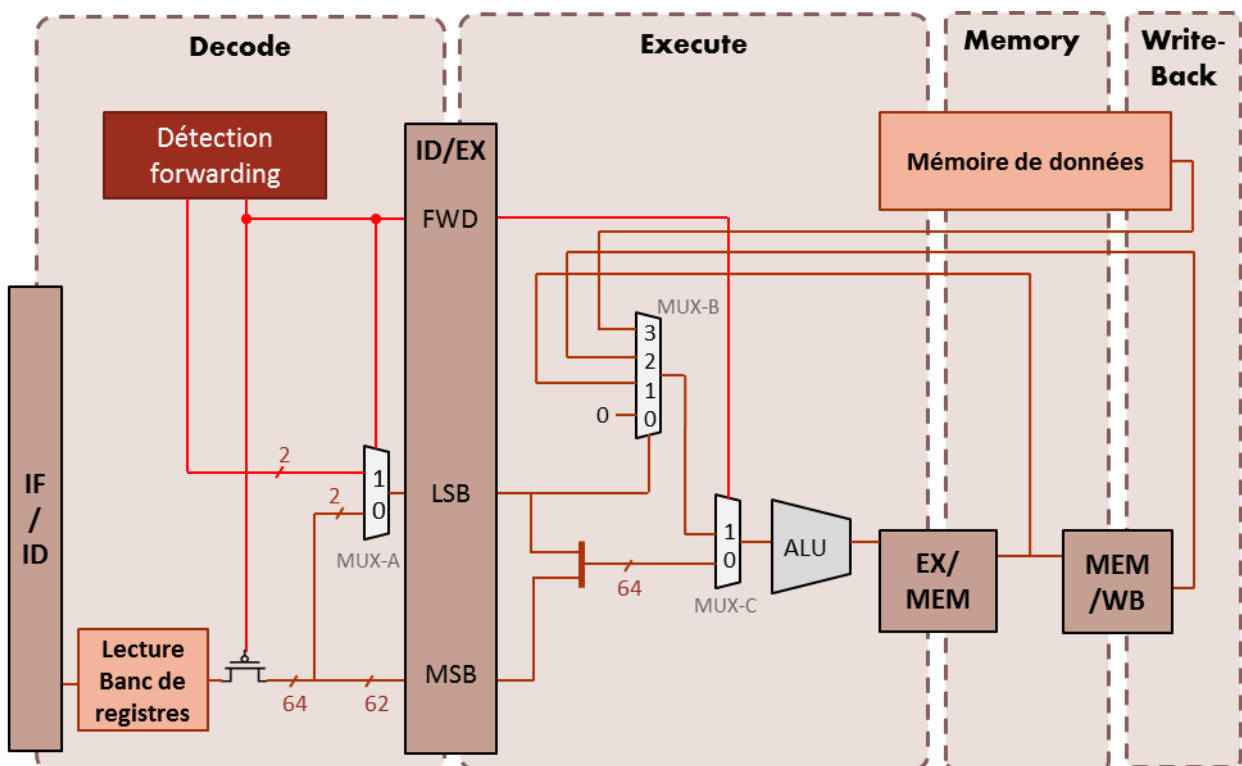 Decode
Execute
Memory
Write-
Back
Détection
forwarding
ID/EX
Mémoire de données
FWD
MUX-B
3
2
1
0
0
IF
/
ID
2
1
2
0
MUX-A
LSB
1
0
ALU
64
MUX-C
EX/
MEM
MEM
/WB
Lecture
Banc de
registres
64
62
MSB